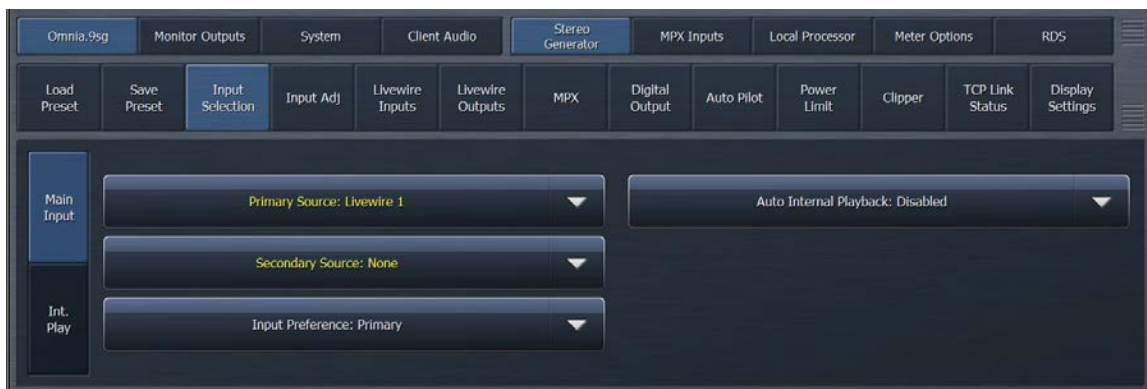 Omnia.9sg
Monitor Outputs
System
Client Audio
Stereo
Generator
MPX Inputs
Local Processor
Meter Options
RDS
Load
Preset
Save
Preset
Input
Selection
Input Adj
Livewire
Inputs
Livewire
Outputs
MPX
Digital
Output
Auto Pilot
Power
Limit
Clipper
TCP Link
Status
Display
Settings
Main
Input
Primary Source: Livewire 1
Auto Internal Playback: Disabled
Secondary Source: None
Int.
Play
Input Preference: Primary